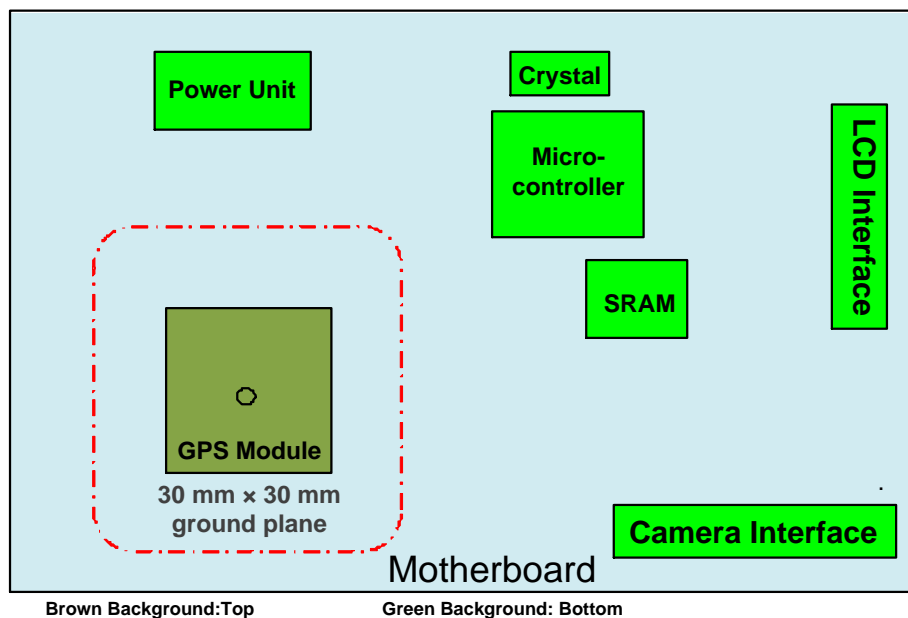 Power Unit
Crystal
Micro-
controller
LCD Interface
SRAM
GPS Module
30 mm × 30 mm
ground plane
Camera Interface
Motherboard
Brown Background:Top
Green Background: Bottom